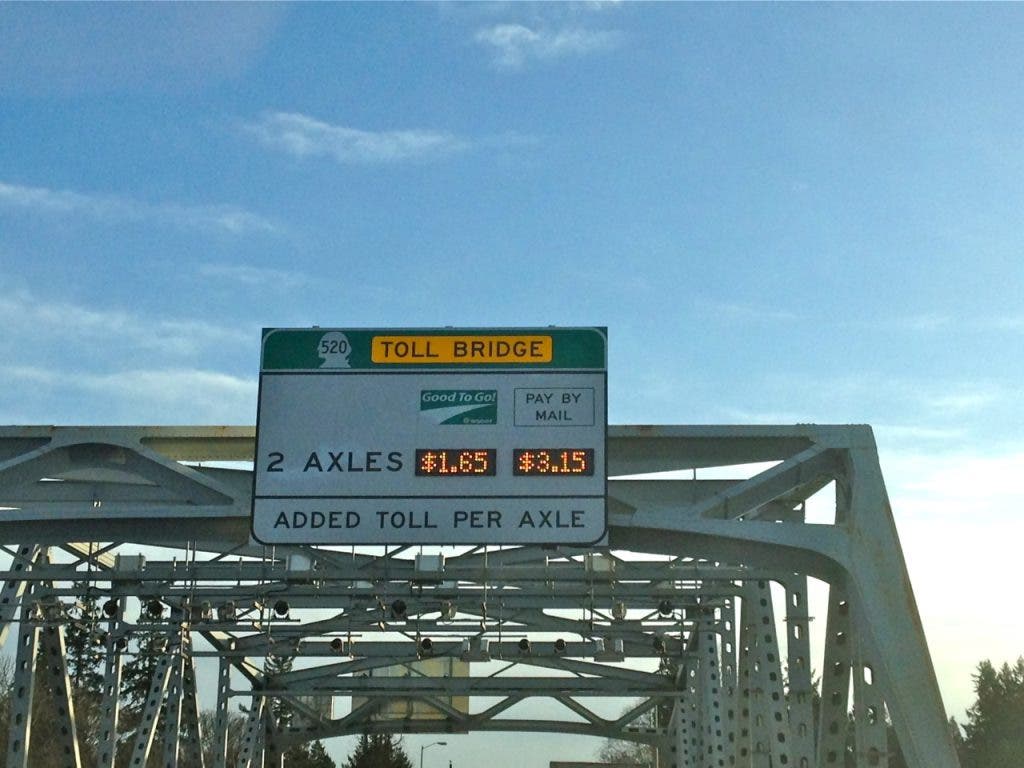 520 TOLL BRIDGE
Good To Go!
PAY BY
MAIL
2 AXLES $1.65 $3.15
ADDED TOLL PER AXLE